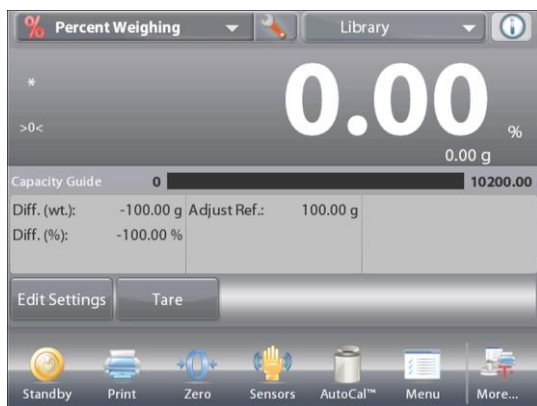 % Percent Weighing Library
*
>0<
0.00 %
0.00 g
Capacity Guide 0 10200.00
Diff. (wt.): -100.00 g Adjust Ref.: 100.00 g
Diff. (%): -100.00 %
Edit Settings Tare
Standby Print Zero Sensors AutoCal™ Menu More...